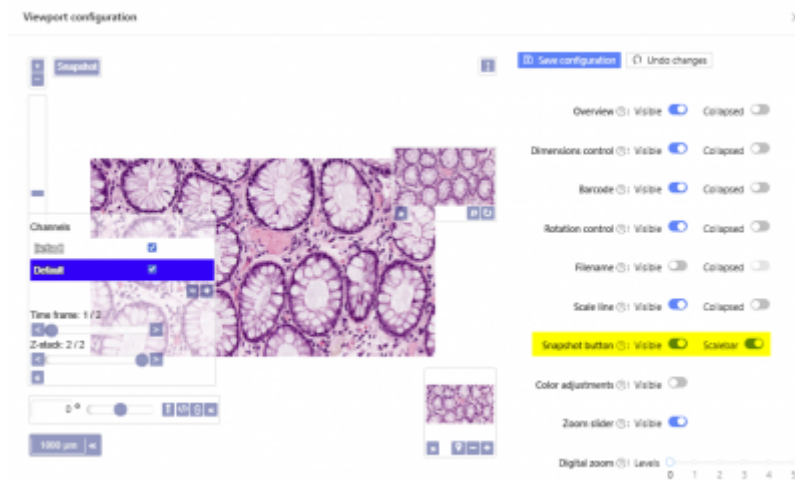 Viewport configuration
Snapshot
Save configuration
Undo changes
Overview : Visible Collapsed
Dimensions control : Visible Collapsed
Barcode : Visible Collapsed
Rotation control : Visible Collapsed
Filename : Visible Collapsed
Scale line : Visible Collapsed
Snapshot button : Visible Scalebar
Color adjustments : Visible
Zoom slider : Visible
Digital zoom : Levels
0 1 2 3 4 5
Channels
Default
Time frame: 1 / 2
Z-stack: 2 / 2
0 °
1000 μm